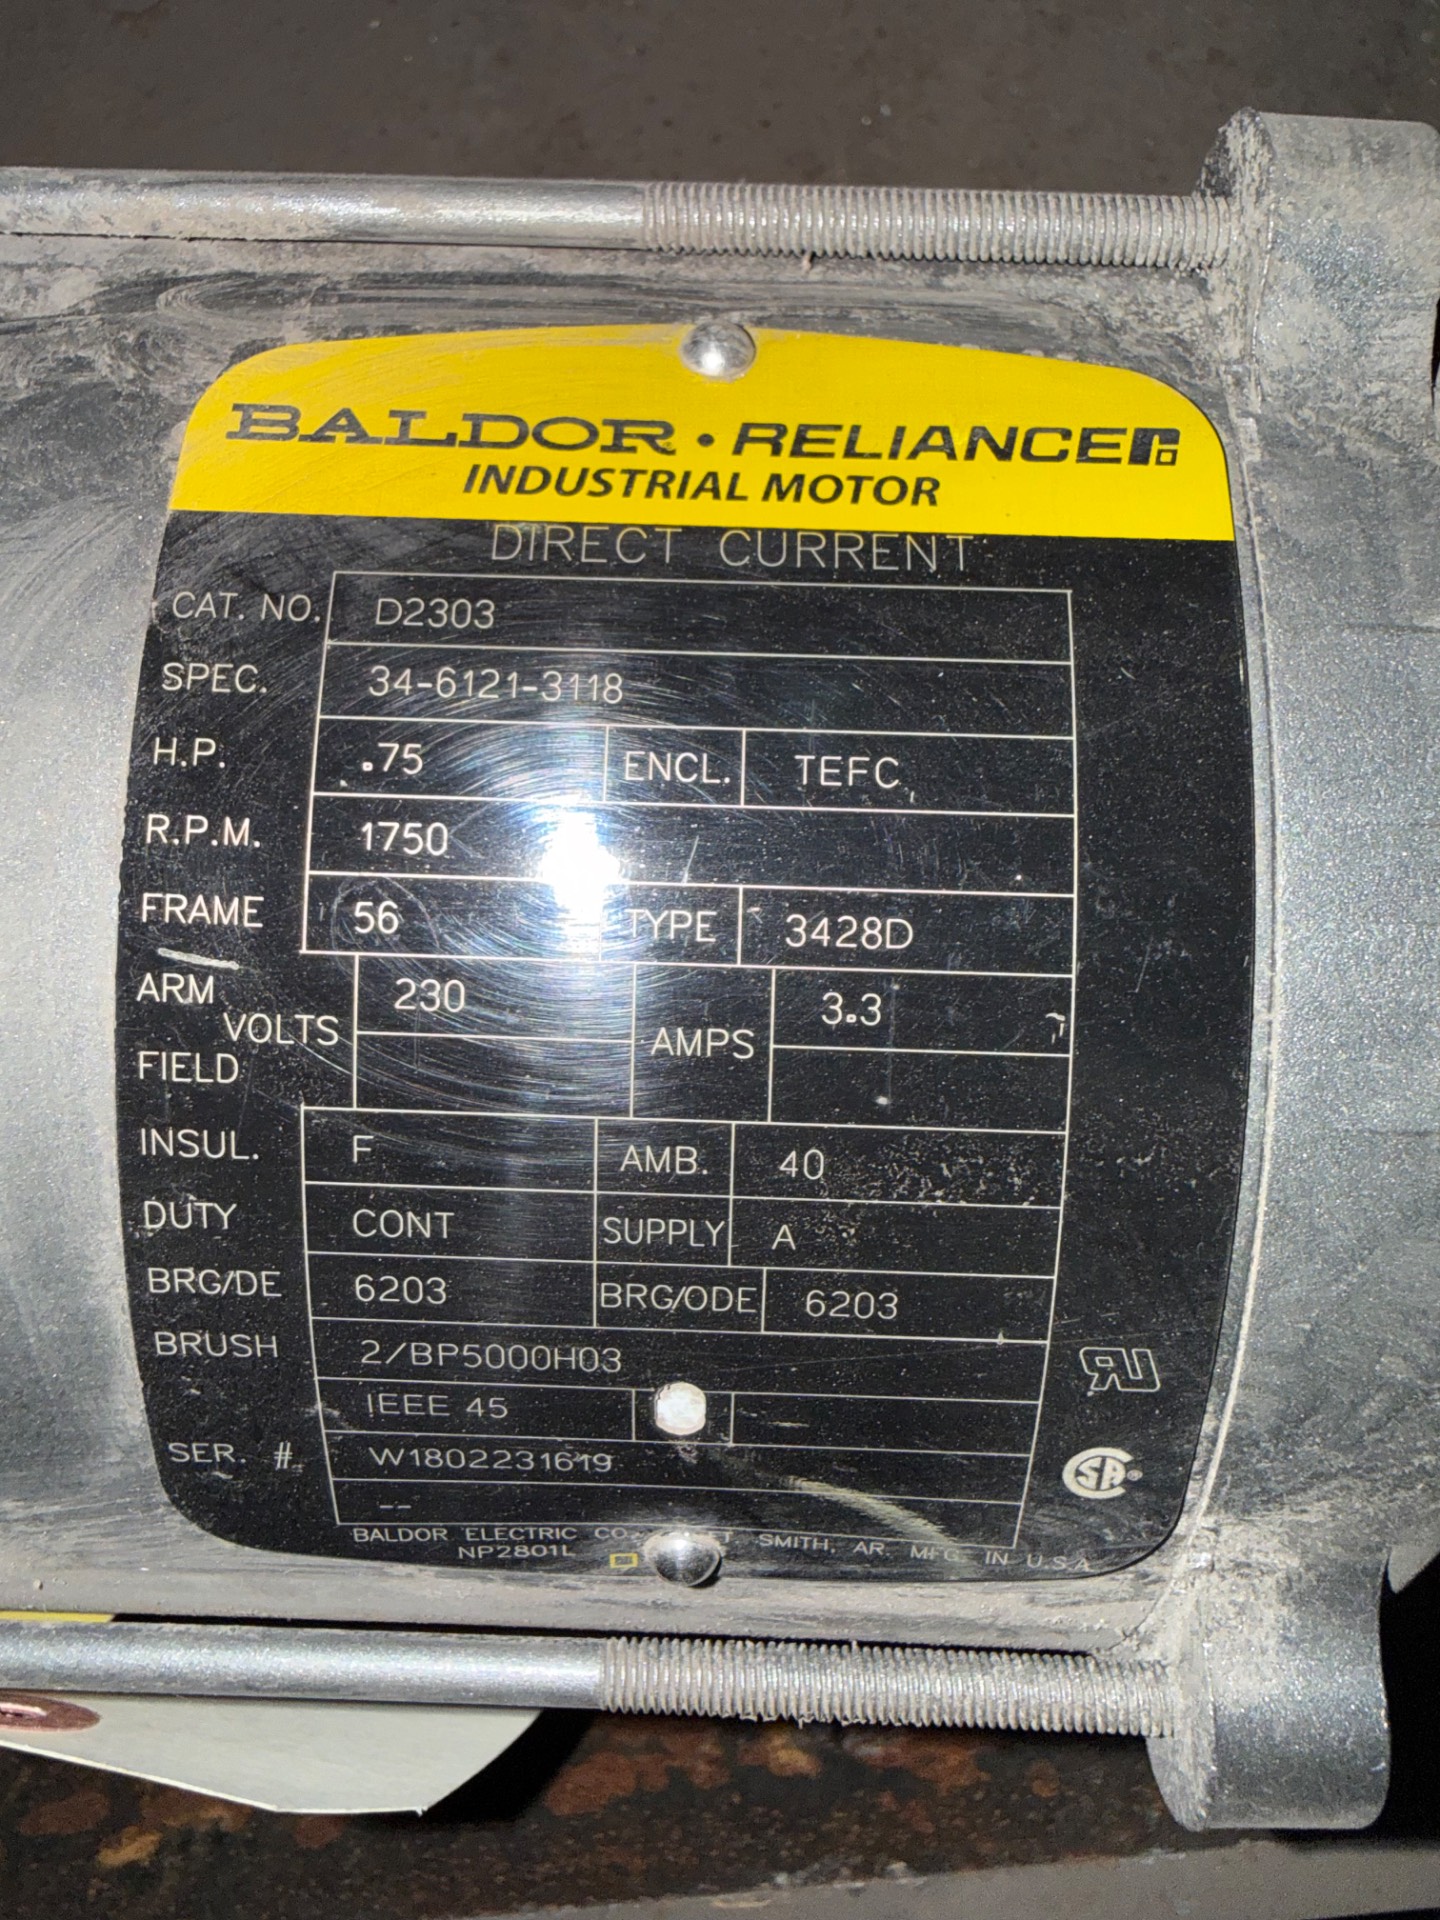 BALDOR • RELIANCE
INDUSTRIAL MOTOR
DIRECT CURRENT
CAT. NO. D2303
SPEC. 34-6121-3118
H.P. .75 ENCL. TEFC
R.P.M. 1750
FRAME 56 TYPE 3428D
ARM 230 3.3
VOLTS AMPS
FIELD
INSUL. F AMB. 40
DUTY CONT SUPPLY A
BRG/DE 6203 BRG/ODE 6203
BRUSH 2/BP5000H03
IEEE 45
SER. # W1802231619
--
BALDOR ELECTRIC CO. SMITH, AR. MFG. IN U.S.A.
NP2801L
RU
SA